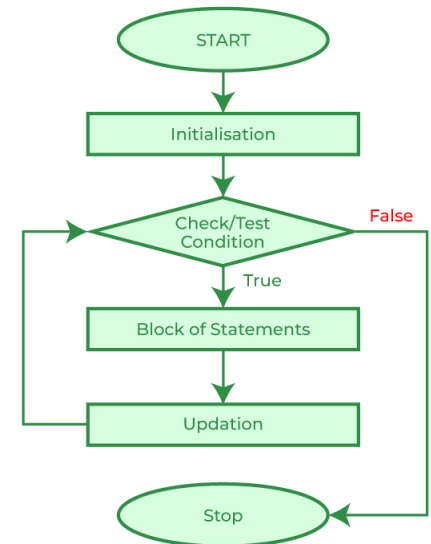 START
Initialisation
Check/Test
Condition
False
True
Block of Statements
Updation
Stop